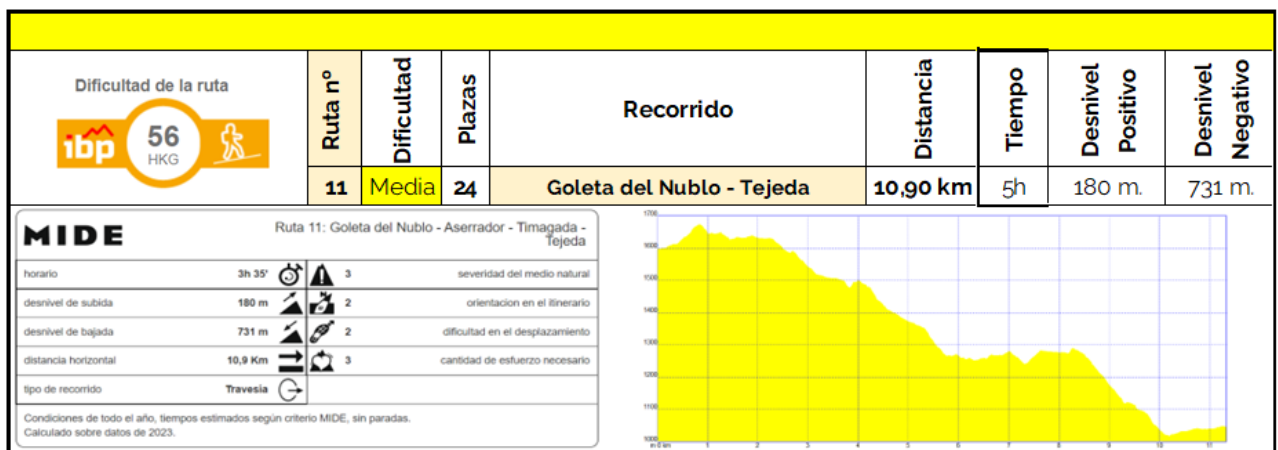 Dificultad de la ruta
ibp
56
HKG
Ruta nº
Dificultad
Plazas
Recorrido
Distancia
Tiempo
Desnivel
Positivo
Desnivel
Negativo
11 Media 24 Goleta del Nublo - Tejeda 10,90 km 5h 180 m. 731 m.
MIDE
Ruta 11: Goleta del Nublo - Aserrador - Timagada -
Tejeda
horario 3h 35' 3 severidad del medio natural
desnivel de subida 180 m 2 orientacion en el itinerario
desnivel de bajada 731 m 2 dificultad en el desplazamiento
distancia horizontal 10,9 Km 3 cantidad de esfuerzo necesario
tipo de recorrido Travesia
Condiciones de todo el año, tiempos estimados según criterio MIDE, sin paradas.
Calculado sobre datos de 2023.
1700
1600
1500
1400
1300
1200
1100
1000
m 0 km 1 2 3 4 5 6 7 8 9 10 11